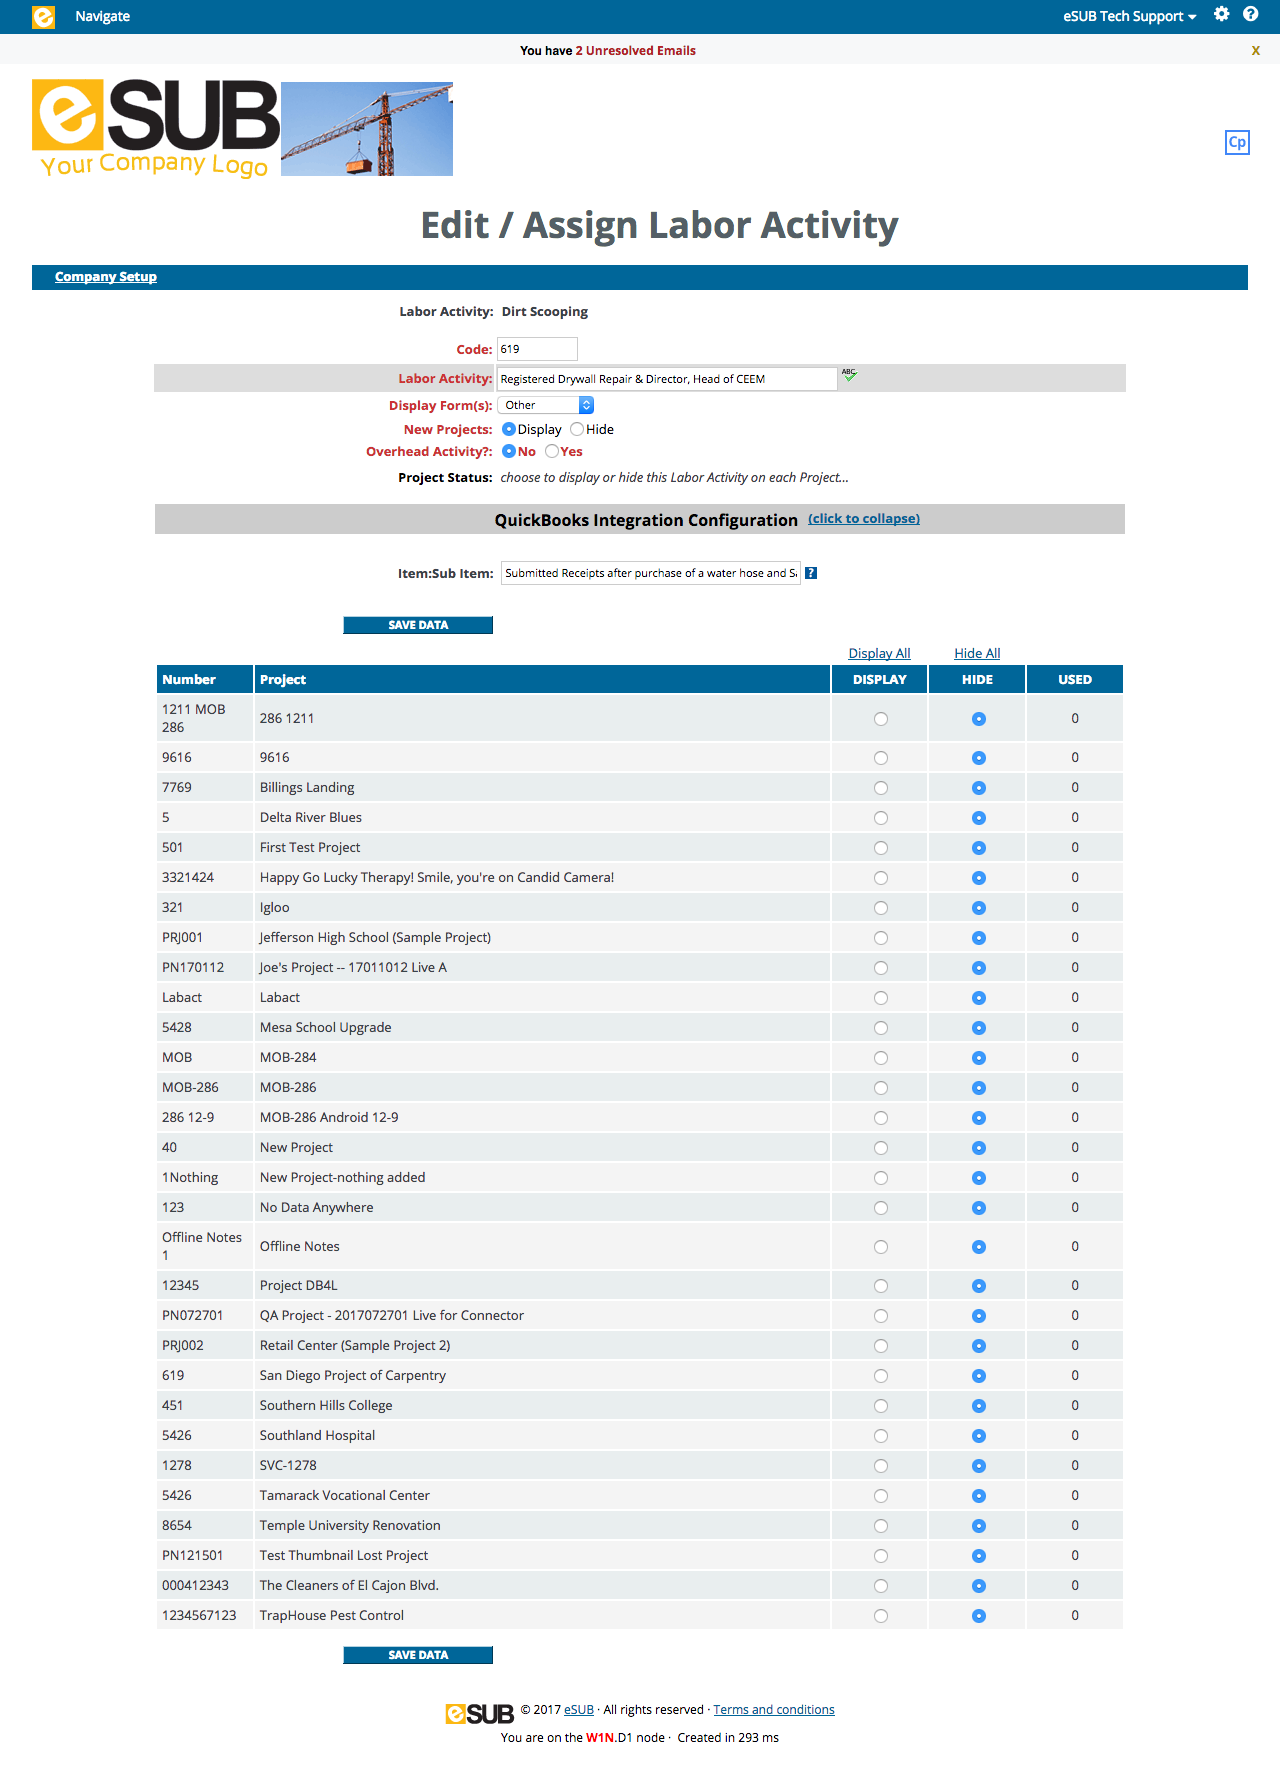 e Navigate eSUB Tech Support
You have 2 Unresolved Emails X
eSUB
Your Company Logo
Cp
Edit / Assign Labor Activity
Company Setup
Labor Activity: Dirt Scooping
Code: 619
Labor Activity: Registered Drywall Repair & Director, Head of CEEM ABC
Display Form(s): Other
New Projects: Display Hide
Overhead Activity?: No Yes
Project Status: choose to display or hide this Labor Activity on each Project...
QuickBooks Integration Configuration (click to collapse)
Item:Sub Item: Submitted Receipts after purchase of a water hose and ?
SAVE DATA
Display All Hide All
Number Project DISPLAY HIDE USED
1211 MOB
286 286 1211 0
9616 9616 0
7769 Billings Landing 0
5 Delta River Blues 0
501 First Test Project 0
3321424 Happy Go Lucky Therapy! Smile, you're on Candid Camera! 0
321 Igloo 0
PRJ001 Jefferson High School (Sample Project) 0
PN170112 Joe's Project -- 17011012 Live A 0
Labact Labact 0
5428 Mesa School Upgrade 0
MOB MOB-284 0
MOB-286 MOB-286 0
286 12-9 MOB-286 Android 12-9 0
40 New Project 0
1Nothing New Project-nothing added 0
123 No Data Anywhere 0
Offline Notes
1 Offline Notes 0
12345 Project DB4L 0
PN072701 QA Project - 2017072701 Live for Connector 0
PRJ002 Retail Center (Sample Project 2) 0
619 San Diego Project of Carpentry 0
451 Southern Hills College 0
5426 Southland Hospital 0
1278 SVC-1278 0
5426 Tamarack Vocational Center 0
8654 Temple University Renovation 0
PN121501 Test Thumbnail Lost Project 0
000412343 The Cleaners of El Cajon Blvd. 0
1234567123 TrapHouse Pest Control 0
SAVE DATA
eSUB © 2017 eSUB · All rights reserved · Terms and conditions
You are on the W1N.D1 node · Created in 293 ms